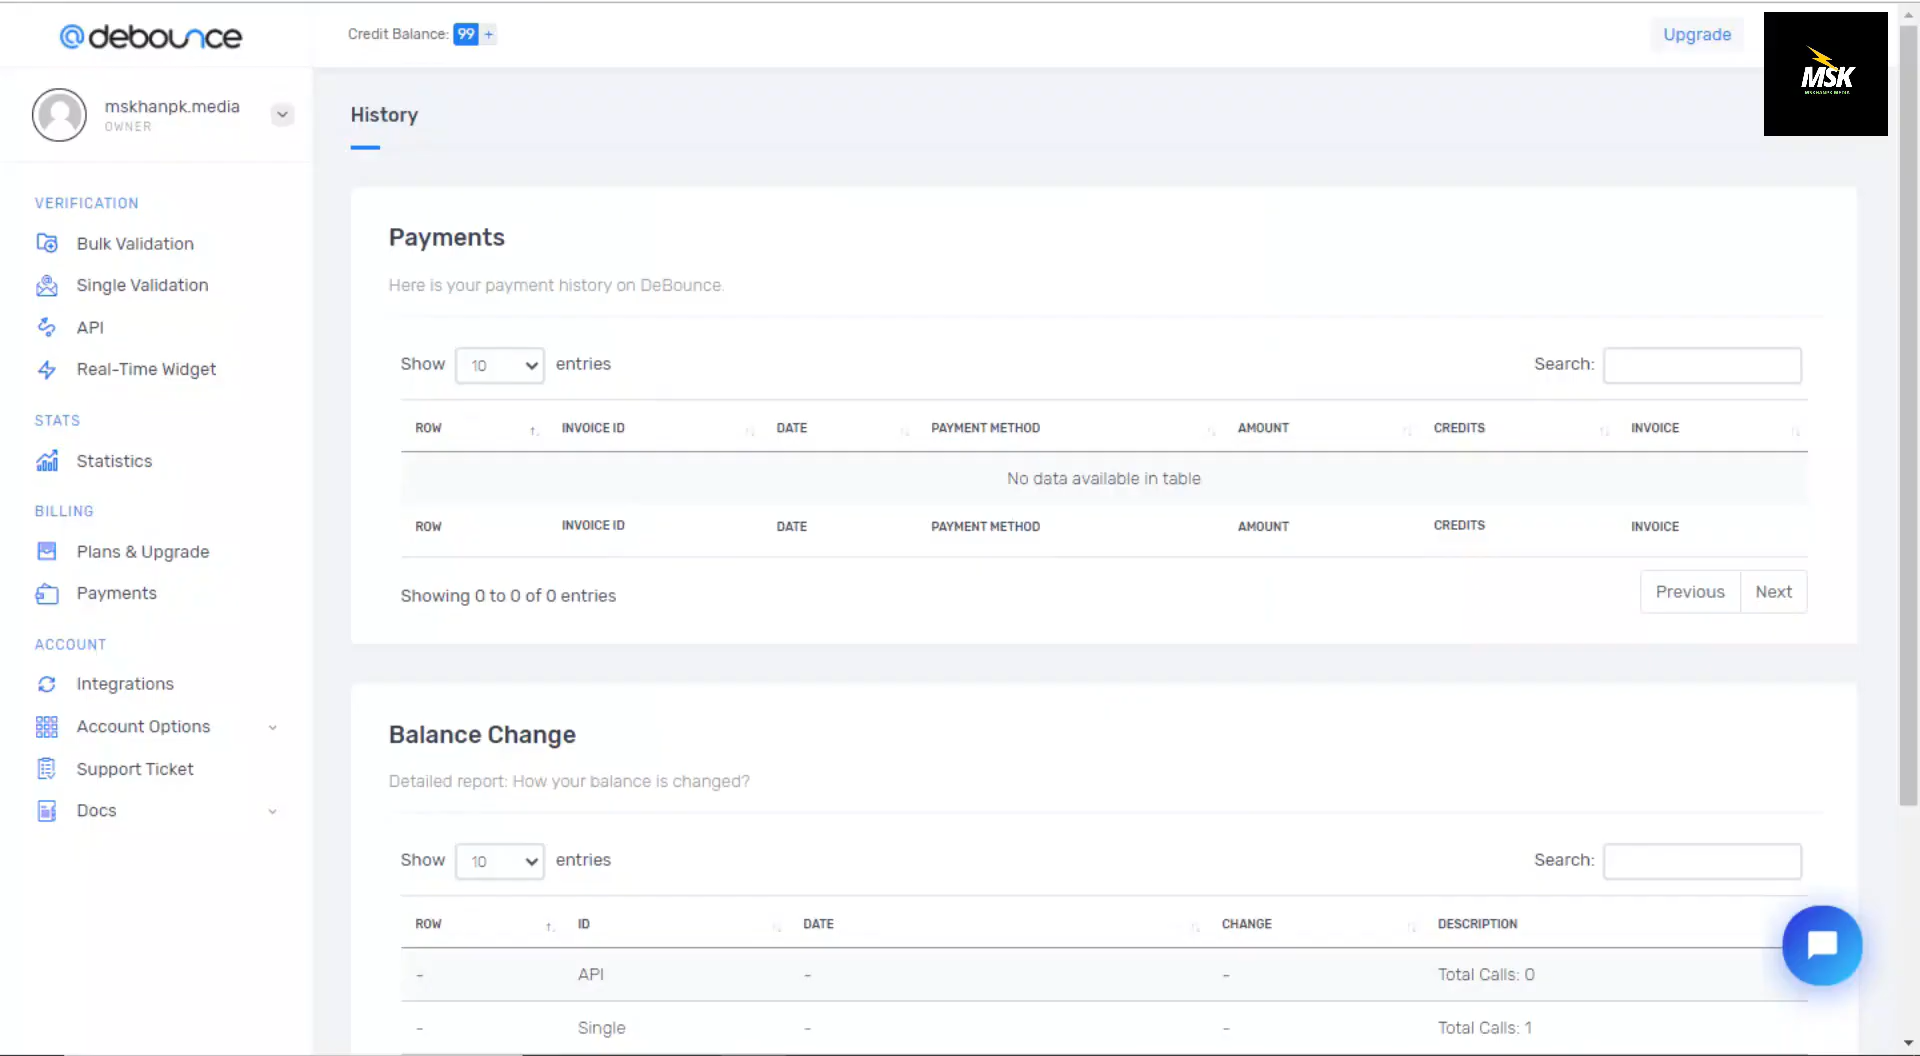 debounce
Credit Balance: 99 +
Upgrade
MSK
mskhanpk.media
OWNER
History
VERIFICATION
Bulk Validation
Single Validation
API
Real-Time Widget
STATS
Statistics
BILLING
Plans & Upgrade
Payments
ACCOUNT
Integrations
Account Options
Support Ticket
Docs
Payments
Here is your payment history on DeBounce.
Show 10 entries
Search:
ROW INVOICE ID DATE PAYMENT METHOD AMOUNT CREDITS INVOICE
No data available in table
ROW INVOICE ID DATE PAYMENT METHOD AMOUNT CREDITS INVOICE
Showing 0 to 0 of 0 entries
Previous Next
Balance Change
Detailed report: How your balance is changed?
Show 10 entries
Search:
ROW ID DATE CHANGE DESCRIPTION
- API - - Total Calls: 0
- Single - - Total Calls: 1